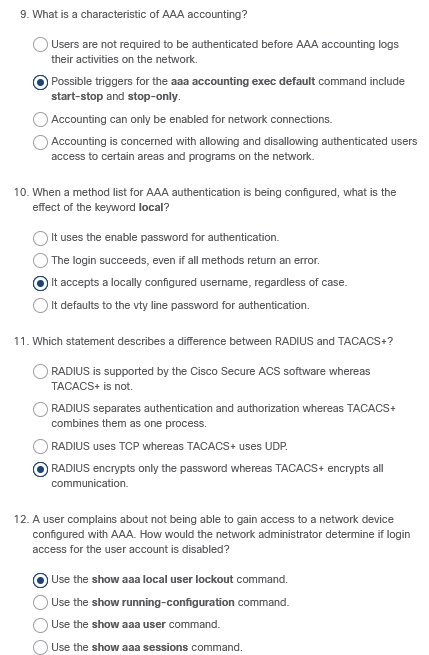 9. What is a characteristic of AAA accounting?
Users are not required to be authenticated before AAA accounting logs
their activities on the network.
Possible triggers for the aaa accounting exec default command include
start-stop and stop-only.
Accounting can only be enabled for network connections.
Accounting is concerned with allowing and disallowing authenticated users
access to certain areas and programs on the network.
10. When a method list for AAA authentication is being configured, what is the
effect of the keyword local?
It uses the enable password for authentication.
The login succeeds, even if all methods return an error.
It accepts a locally configured username, regardless of case.
It defaults to the vty line password for authentication.
11. Which statement describes a difference between RADIUS and TACACS+?
RADIUS is supported by the Cisco Secure ACS software whereas
TACACS+ is not.
RADIUS separates authentication and authorization whereas TACACS+
combines them as one process.
RADIUS uses TCP whereas TACACS+ uses UDP.
RADIUS encrypts only the password whereas TACACS+ encrypts all
communication.
12. A user complains about not being able to gain access to a network device
configured with AAA. How would the network administrator determine if login
access for the user account is disabled?
Use the show aaa local user lockout command.
Use the show running-configuration command.
Use the show aaa user command.
Use the show aaa sessions command.